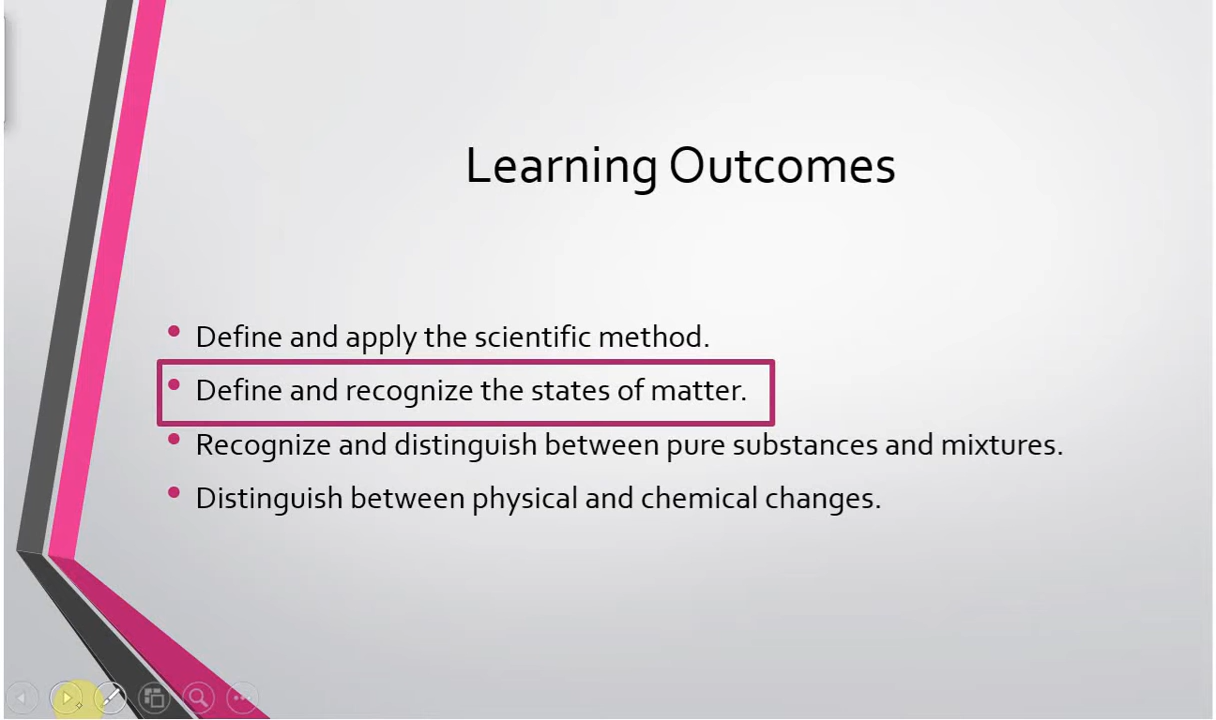 Learning Outcomes
• Define and apply the scientific method.
• Define and recognize the states of matter.
• Recognize and distinguish between pure substances and mixtures.
• Distinguish between physical and chemical changes.